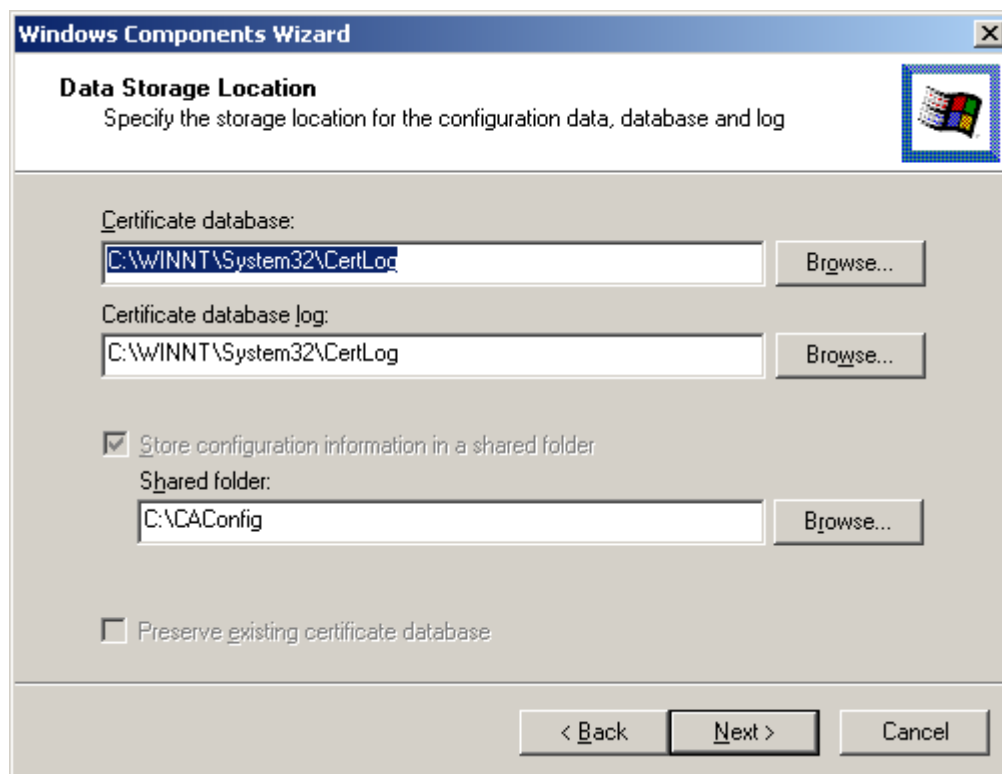 Windows Components Wizard
Data Storage Location
Specify the storage location for the configuration data, database and log
Certificate database:
C:\WINNT\System32\CertLog
Browse...
Certificate database log:
C:\WINNT\System32\CertLog
Browse...
Store configuration information in a shared folder
Shared folder:
C:\CAConfig
Browse...
Preserve existing certificate database
< Back
Next >
Cancel